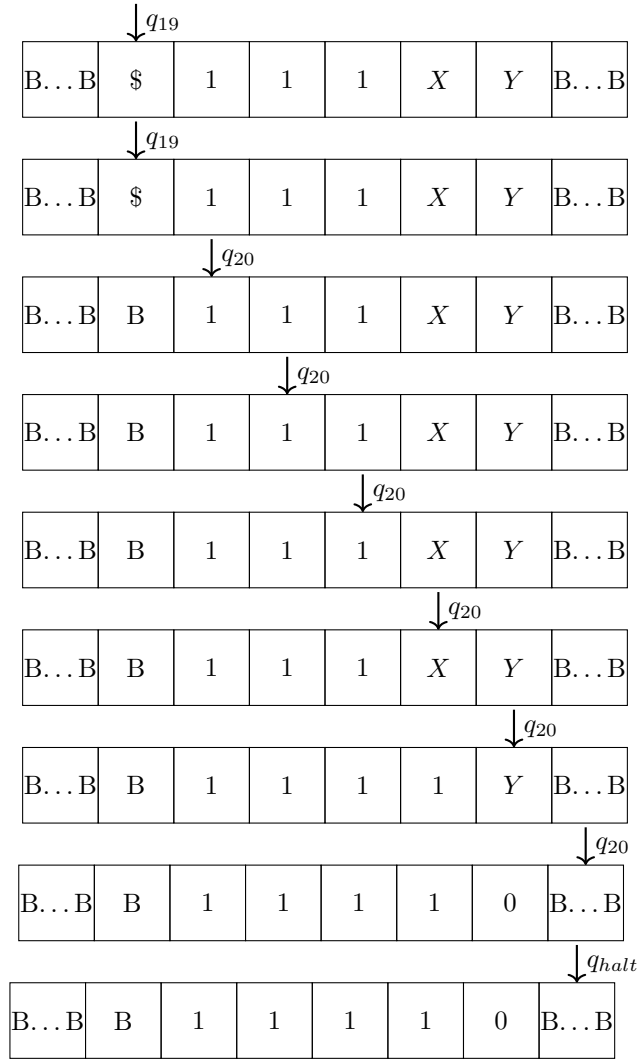 q19
B...B $ 1 1 1 X Y B...B
q19
B...B $ 1 1 1 X Y B...B
q20
B...B B 1 1 1 X Y B...B
q20
B...B B 1 1 1 X Y B...B
q20
B...B B 1 1 1 X Y B...B
q20
B...B B 1 1 1 X Y B...B
q20
B...B B 1 1 1 1 Y B...B
q20
B...B B 1 1 1 1 0 B...B
qhalt
B...B B 1 1 1 1 0 B...B